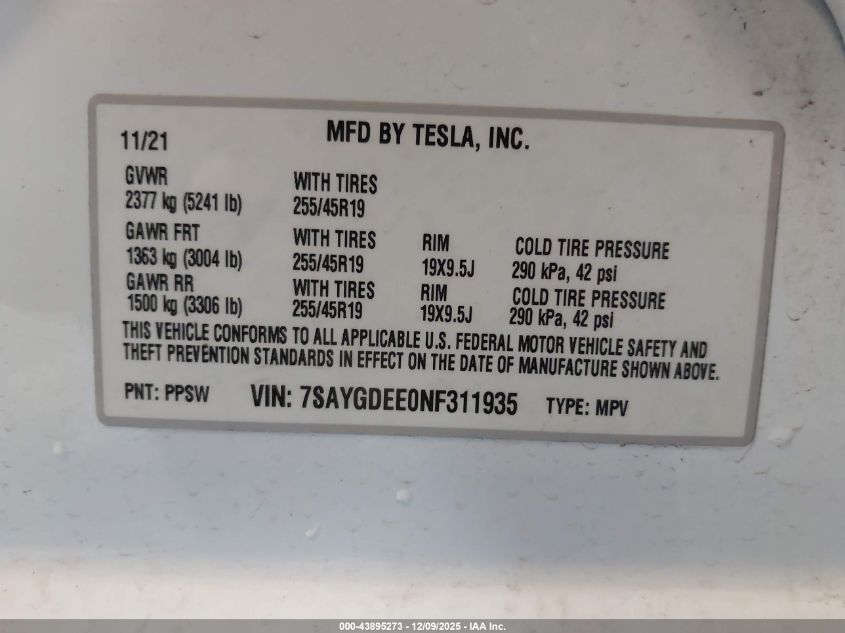 11/21 MFD BY TESLA, INC.
GVWR
2377 kg (5241 lb) WITH TIRES 255/45R19
GAWR FRT WITH TIRES RIM COLD TIRE PRESSURE
1363 kg (3004 lb) 255/45R19 19X9.5J 290 kPa, 42 psi
GAWR RR WITH TIRES RIM COLD TIRE PRESSURE
1500 kg (3306 lb) 255/45R19 19X9.5J 290 kPa, 42 psi
THIS VEHICLE CONFORMS TO ALL APPLICABLE U.S. FEDERAL MOTOR VEHICLE SAFETY AND
THEFT PREVENTION STANDARDS IN EFFECT ON THE DATE OF MANUFACTURE SHOWN ABOVE.
PNT: PPSW VIN: 7SAYGDEE0NF311935 TYPE: MPV
000-43895273 - 12/09/2025 - IAA Inc.